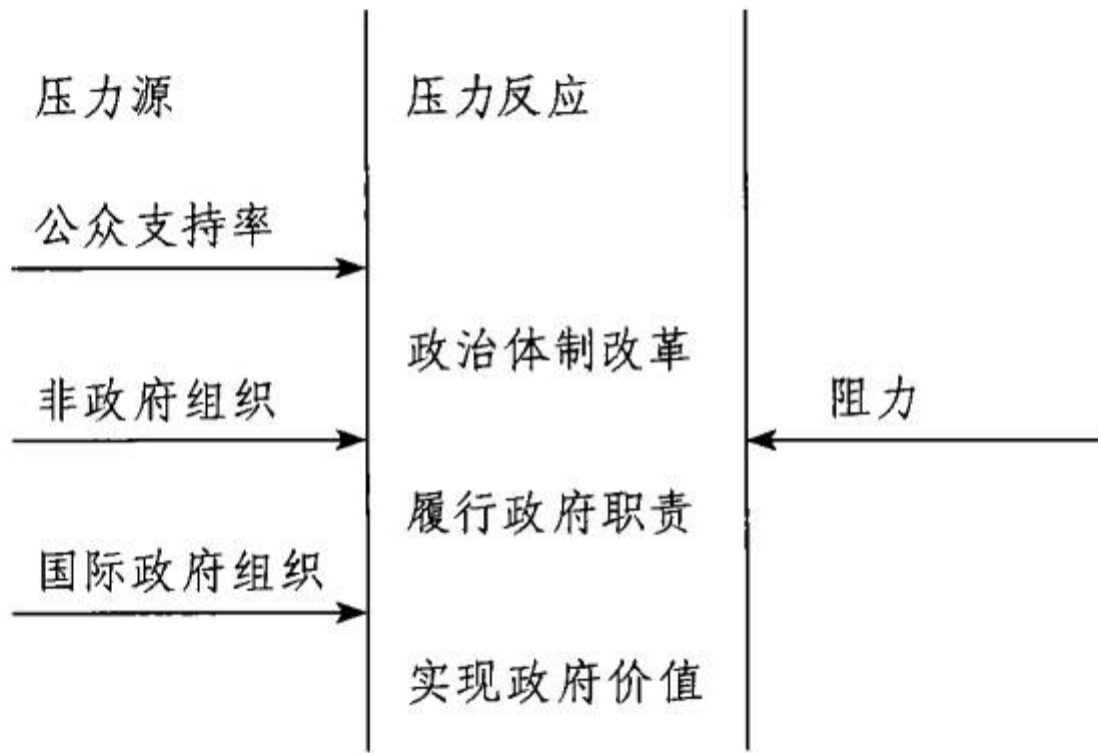 压力源
压力反应
公众支持率
政治体制改革
非政府组织
阻力
履行政府职责
国际政府组织
实现政府价值